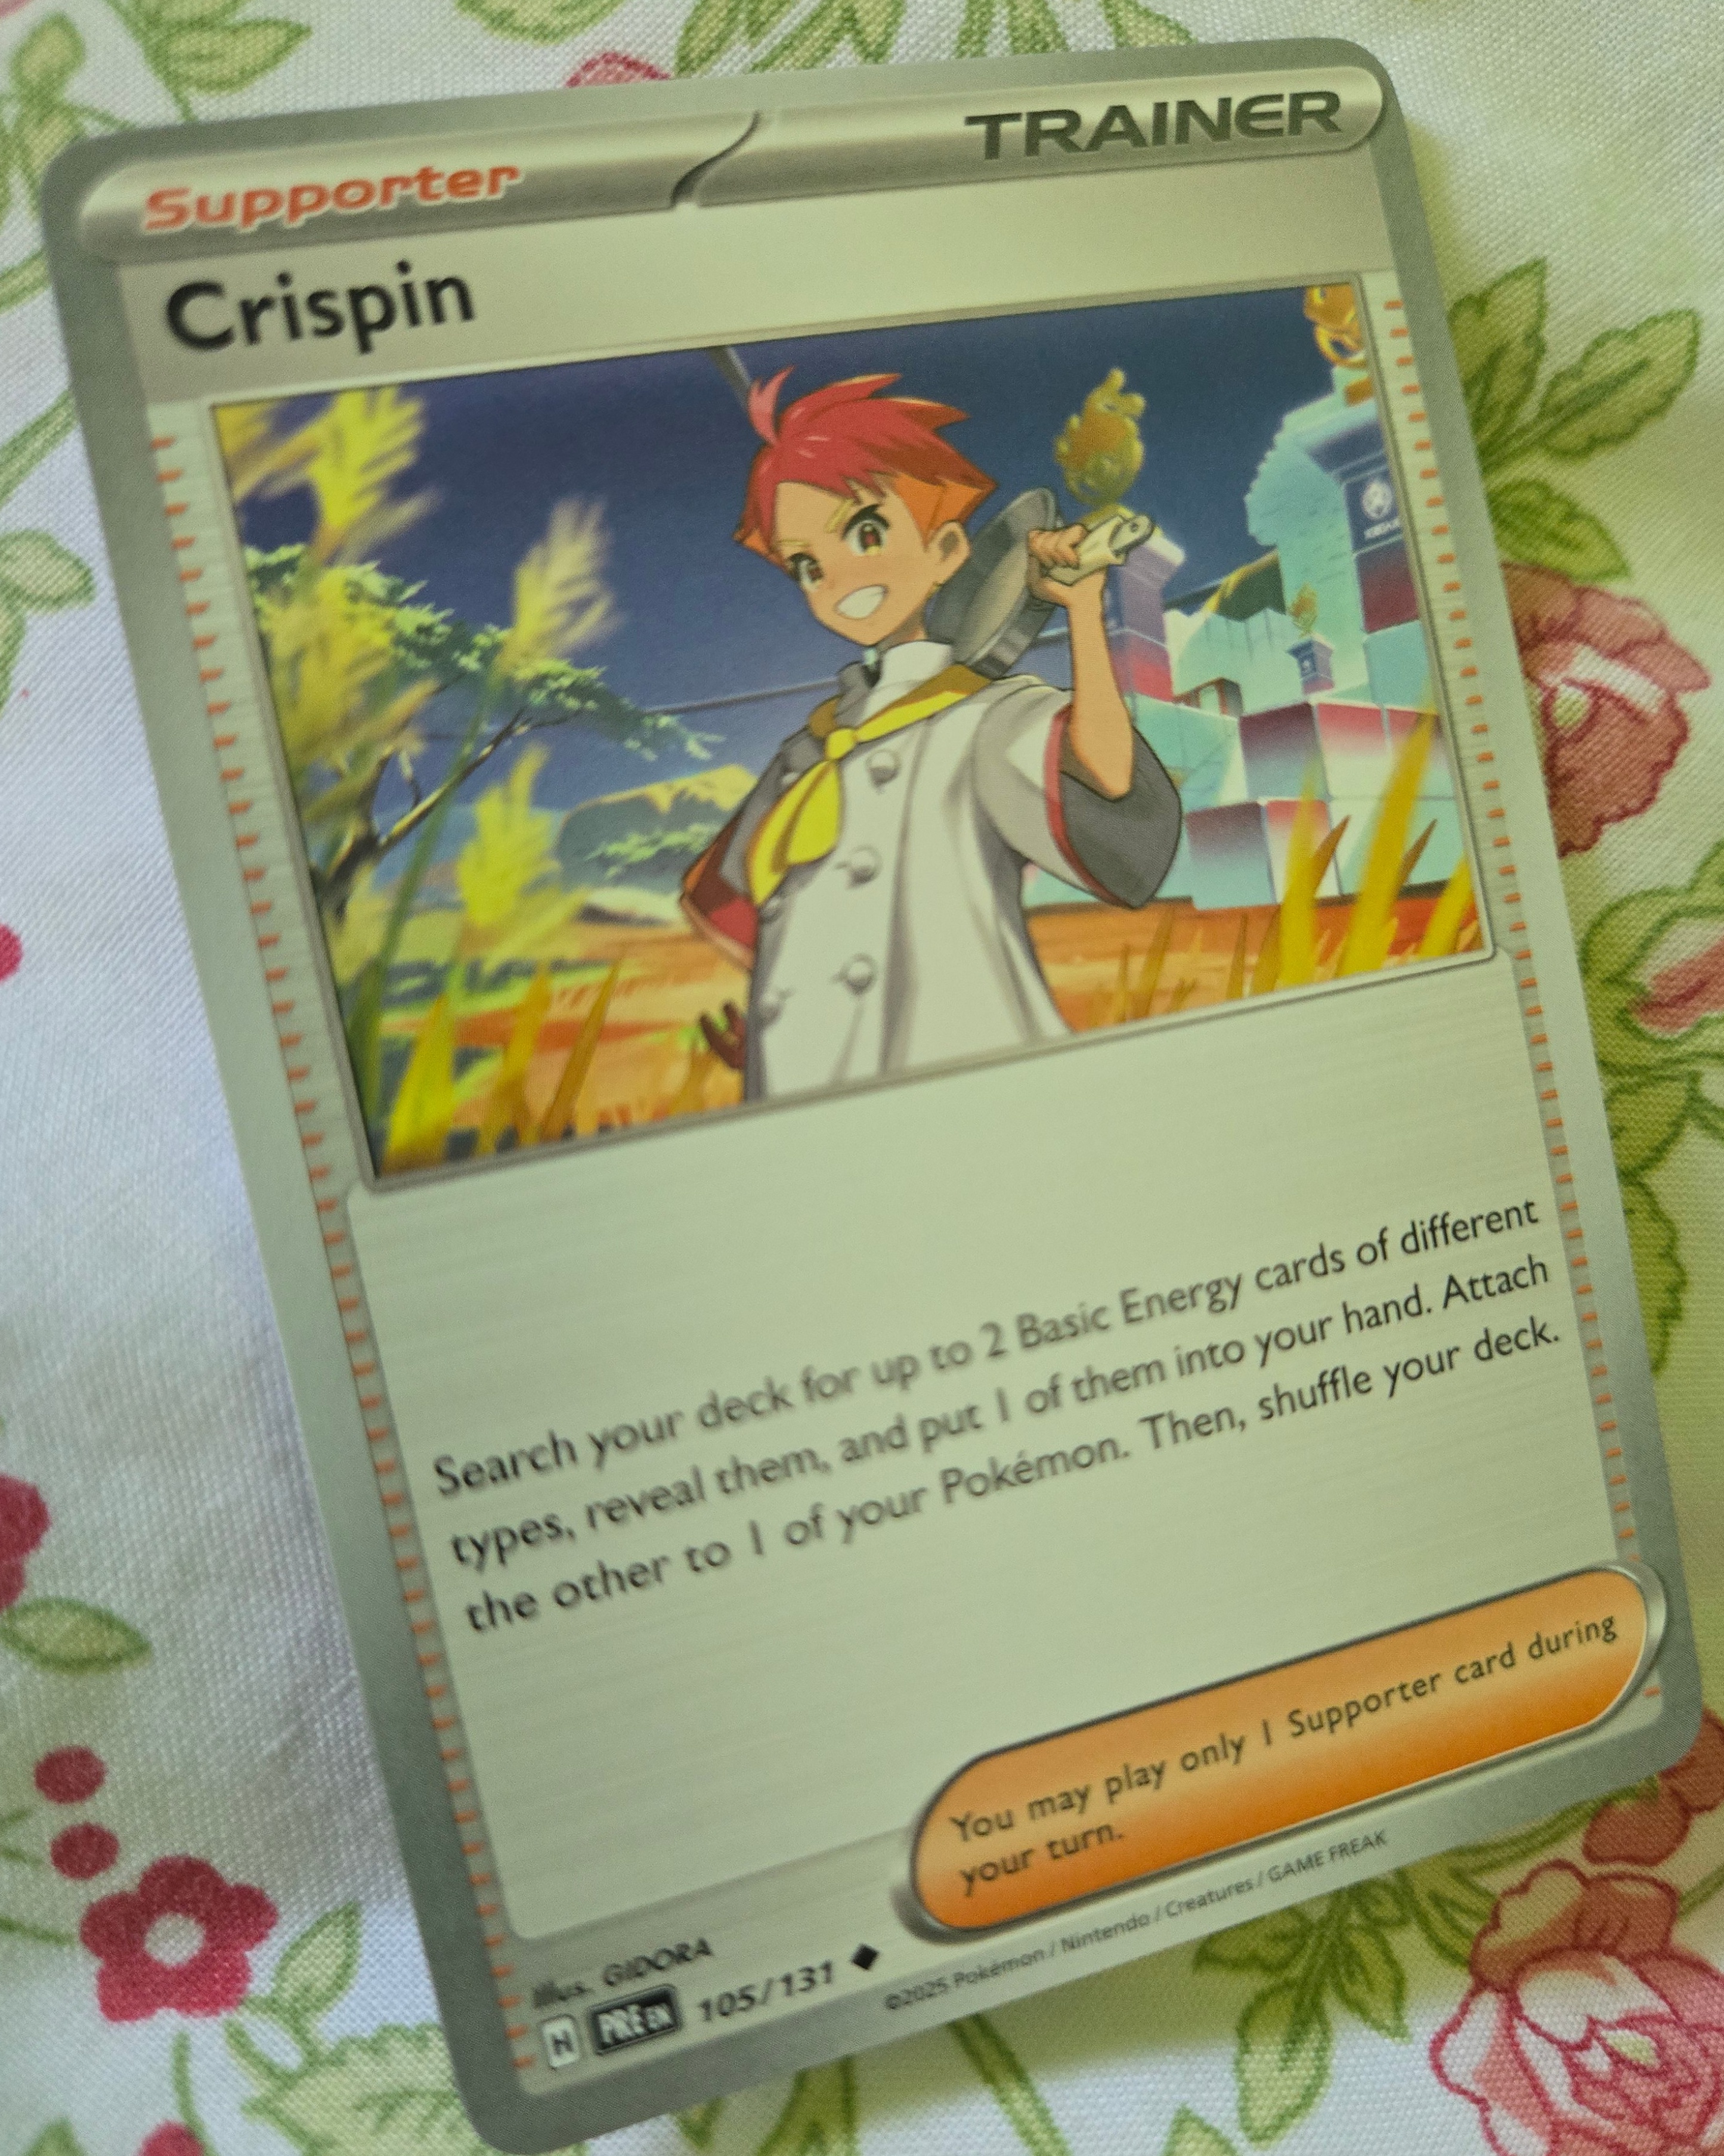 Supporter
TRAINER
Crispin
Search your deck for up to 2 Basic Energy cards of different
types, reveal them, and put 1 of them into your hand. Attach
the other to 1 of your Pokémon. Then, shuffle your deck.
You may play only 1 Supporter card during
your turn.
Illus. GIDORA
PRE EN 105/131
©2025 Pokémon / Nintendo / Creatures / GAME FREAK